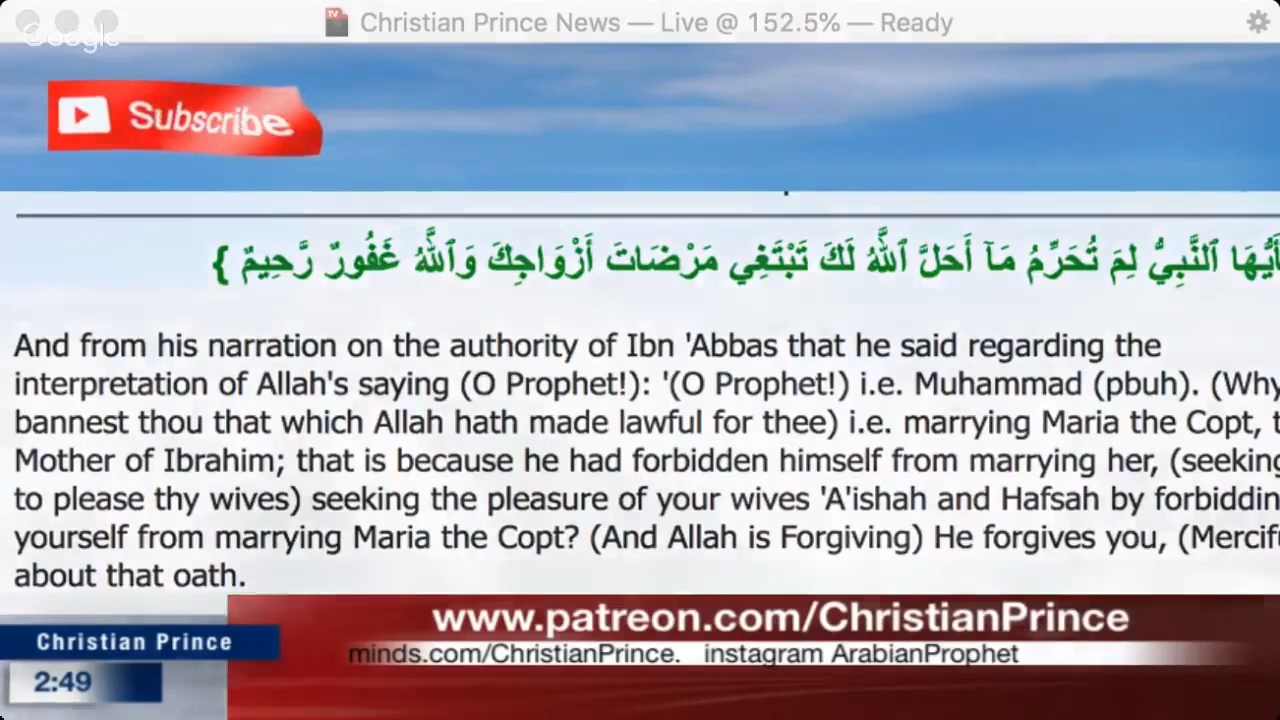 Christian Prince News — Live @ 152.5% — Ready
Google
Subscribe
أَيُّهَا ٱلنَّبِيُّ لِمَ تُحَرِّمُ مَآ أَحَلَّ ٱللَّهُ لَكَ تَبْتَغِي مَرْضَاتَ أَزْوَاجِكَ وَٱللَّهُ غَفُورٌ رَّحِيمٌ }
And from his narration on the authority of Ibn 'Abbas that he said regarding the
interpretation of Allah's saying (O Prophet!): '(O Prophet!) i.e. Muhammad (pbuh). (Why
bannest thou that which Allah hath made lawful for thee) i.e. marrying Maria the Copt, t
Mother of Ibrahim; that is because he had forbidden himself from marrying her, (seeking
to please thy wives) seeking the pleasure of your wives 'A'ishah and Hafsah by forbiddin
yourself from marrying Maria the Copt? (And Allah is Forgiving) He forgives you, (Mercifu
about that oath.
www.patreon.com/ChristianPrince
Christian Prince
minds.com/ChristianPrince. instagram ArabianProphet
2:49